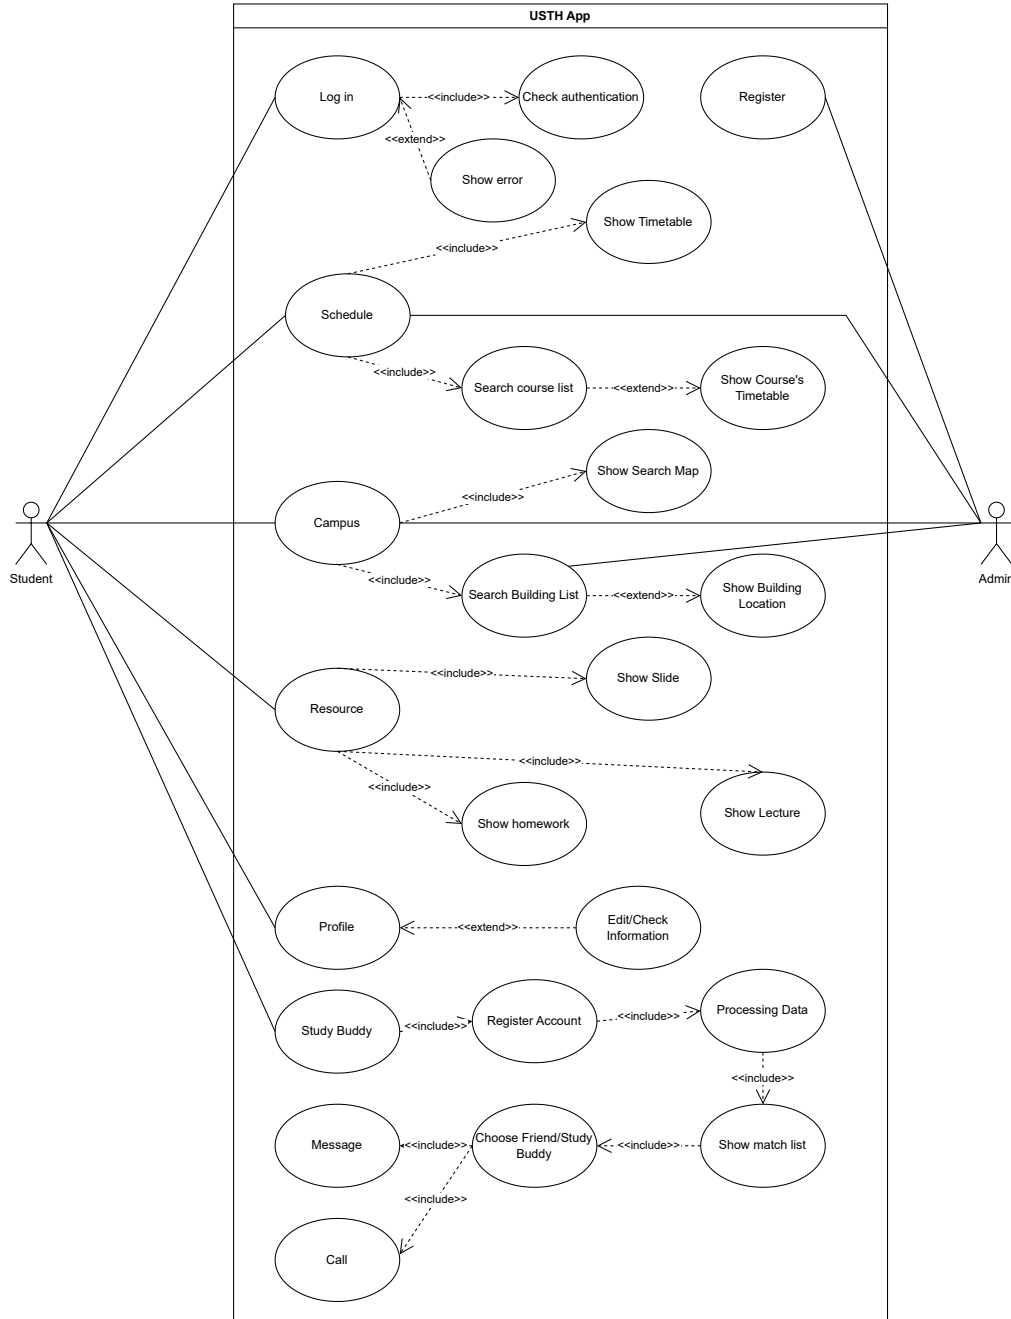 USTH App
Log in
<<include>>
Check authentication
Register
<<extend>>
Show error
Show Timetable
<<include>>
Schedule
<<include>>
Search course list
<<extend>>
Show Course's
Timetable
Show Search Map
<<include>>
Campus
Student
Admin
<<include>>
Search Building List
<<extend>>
Show Building
Location
<<include>>
Show Slide
Resource
<<include>>
<<include>>
Show homework
Show Lecture
Profile
<<extend>>
Edit/Check
Information
Study Buddy
<<include>>
Register Account
<<include>>
Processing Data
<<include>>
Message
<<include>>
Choose Friend/Study
Buddy
<<include>>
Show match list
<<include>>
Call